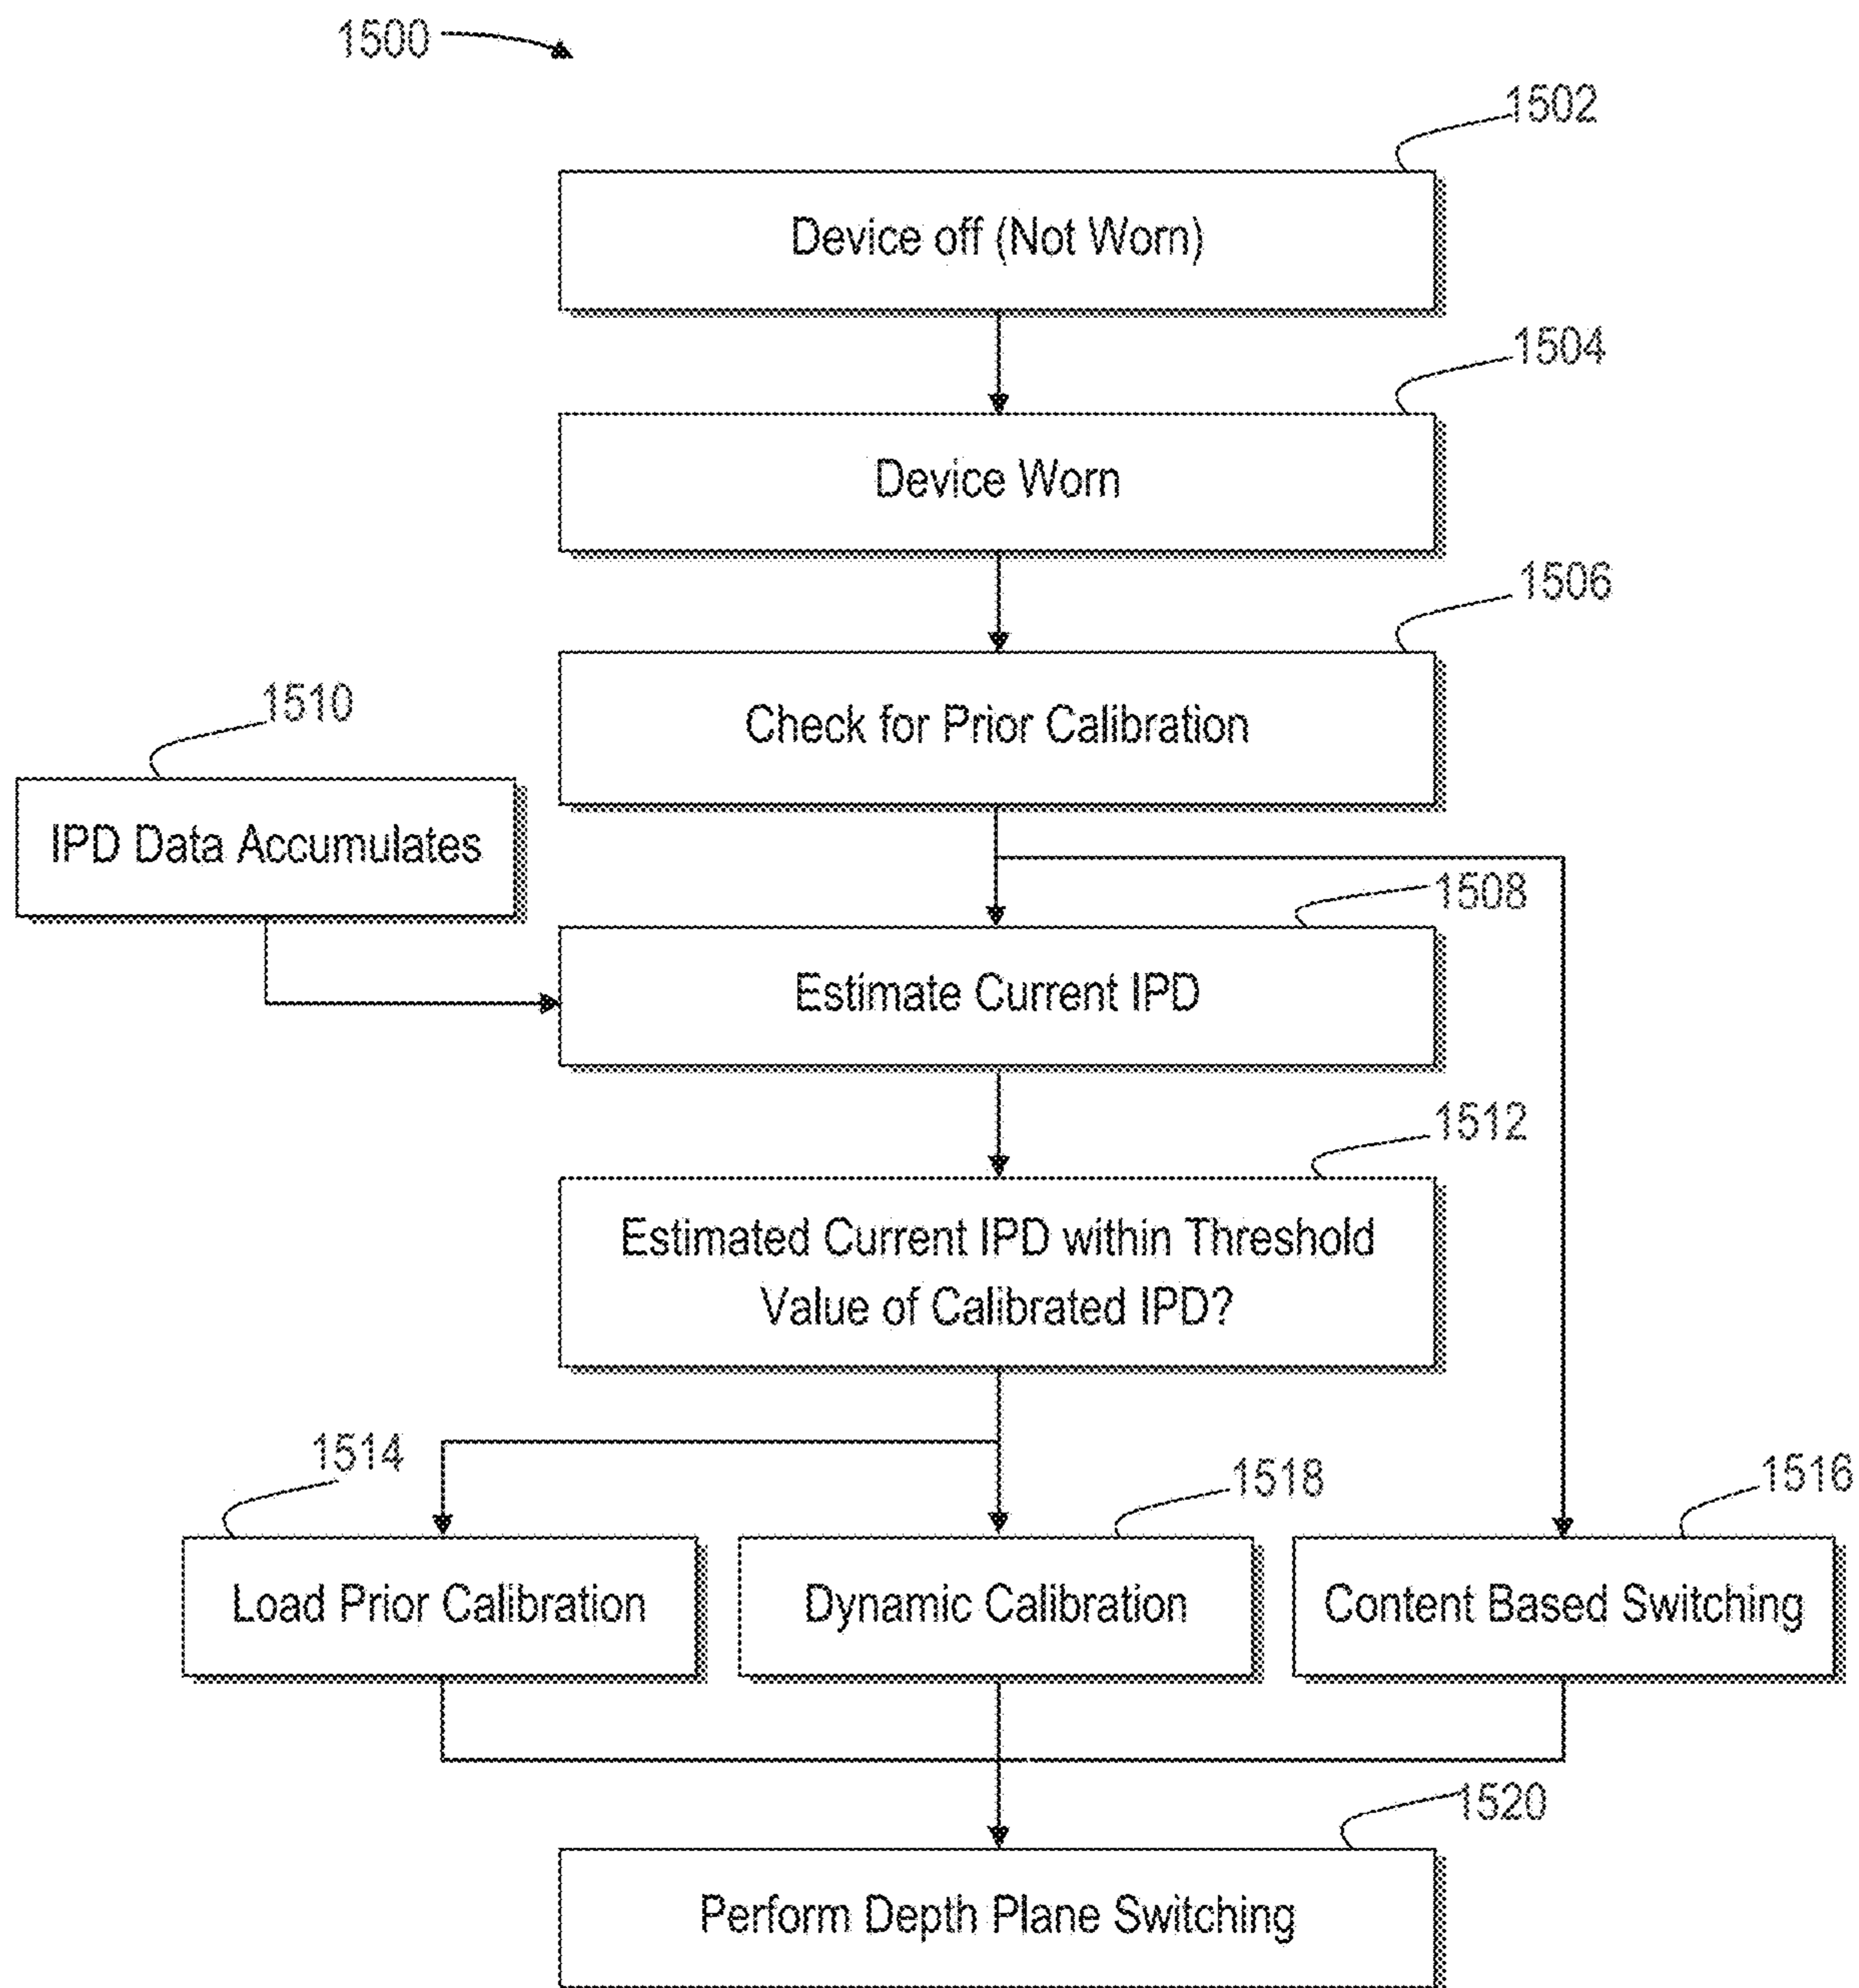 1500
1502
Device off (Not Worn)
1504
Device Worn
1506
Check for Prior Calibration
1510
IPD Data Accumulates
1508
Estimate Current IPD
1512
Estimated Current IPD within Threshold
Value of Calibrated IPD?
1514
Load Prior Calibration
1518
Dynamic Calibration
1516
Content Based Switching
1520
Perform Depth Plane Switching